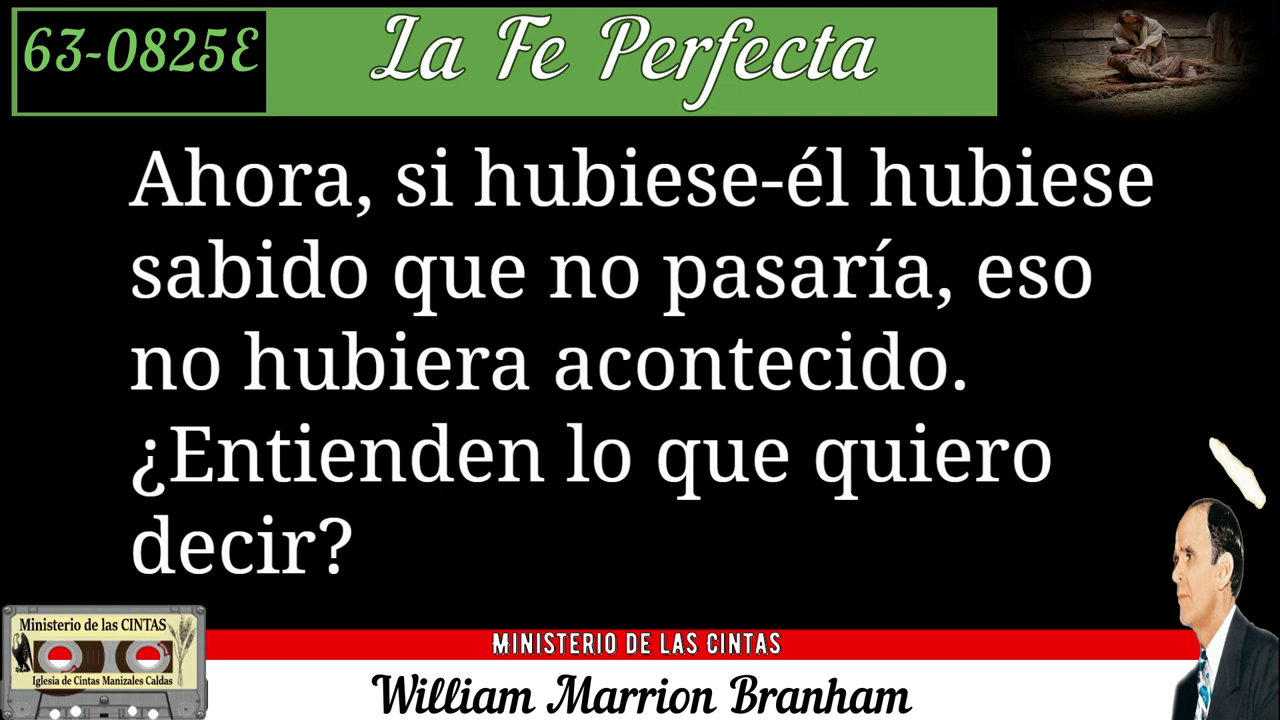 63-0825E
La Fe Perfecta
Ahora, si hubiese-él hubiese
sabido que no pasaría, eso
no hubiera acontecido.
¿Entienden lo que quiero
decir?
Ministerio de las CINTAS
Iglesia de Cintas Manizales Caldas
MINISTERIO DE LAS CINTAS
William Marrion Branham